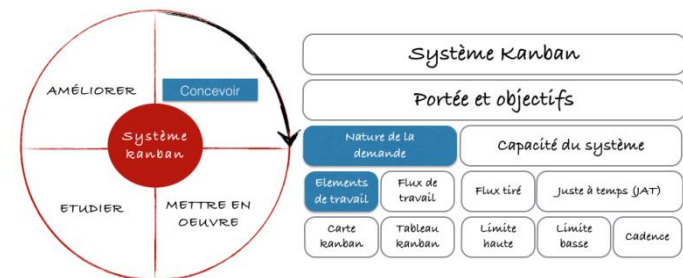 AMÉLIORER
Concevoir
Système
kanban
ETUDIER
METTRE EN
OEUVRE
Système Kanban
Portée et objectifs
Nature de la
demande
Capacité du système
Elements
de travail
Flux de
travail
Flux tiré
Juste à temps (JAT)
Carte
kanban
Tableau
kanban
Limite
haute
Limite
basse
Cadence